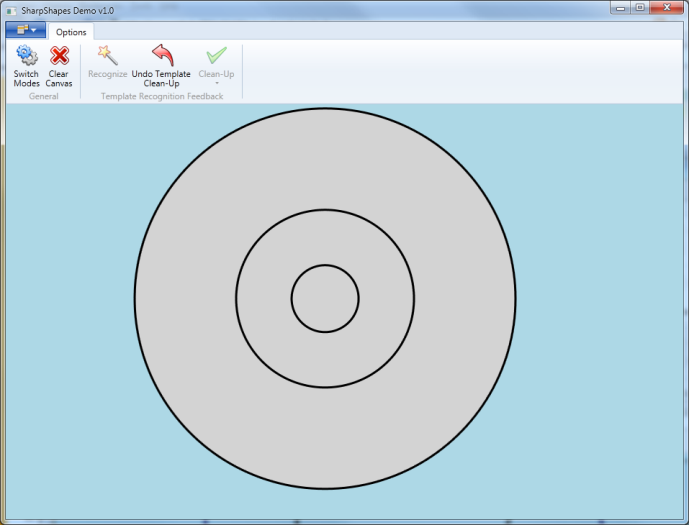 SharpShapes Demo v1.0
Options
Switch
Modes
Clear
Canvas
Recognize
Undo Template
Clean-Up
Clean-Up
General
Template Recognition Feedback